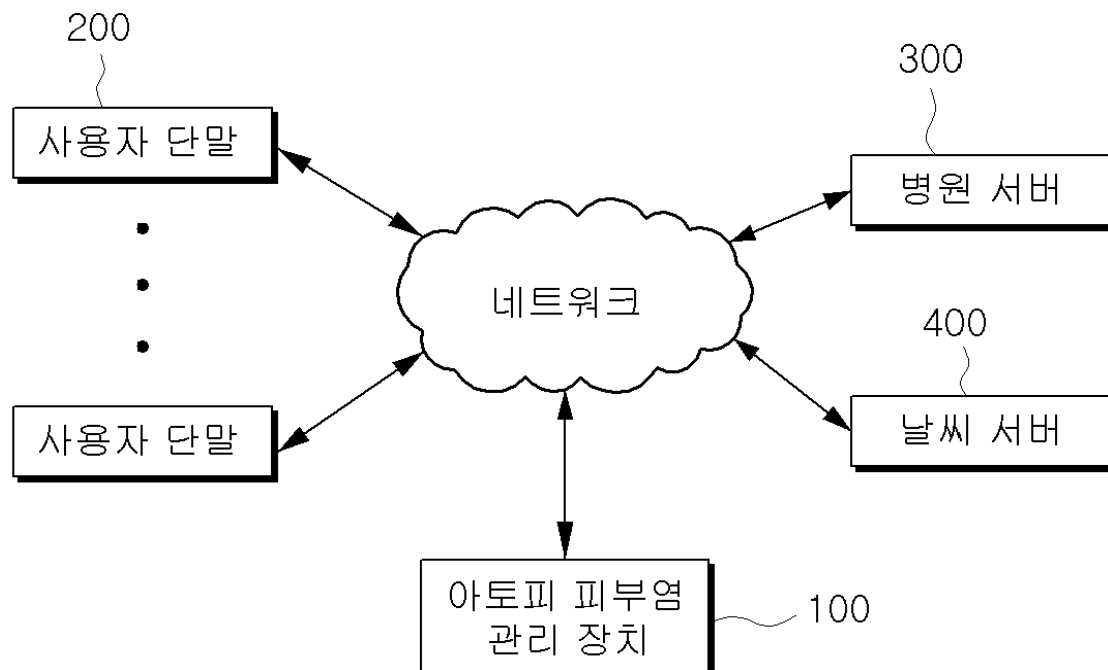 200
사용자 단말
300
병원 서버
네트워크
400
사용자 단말
날씨 서버
아토피 피부염
관리 장치
100